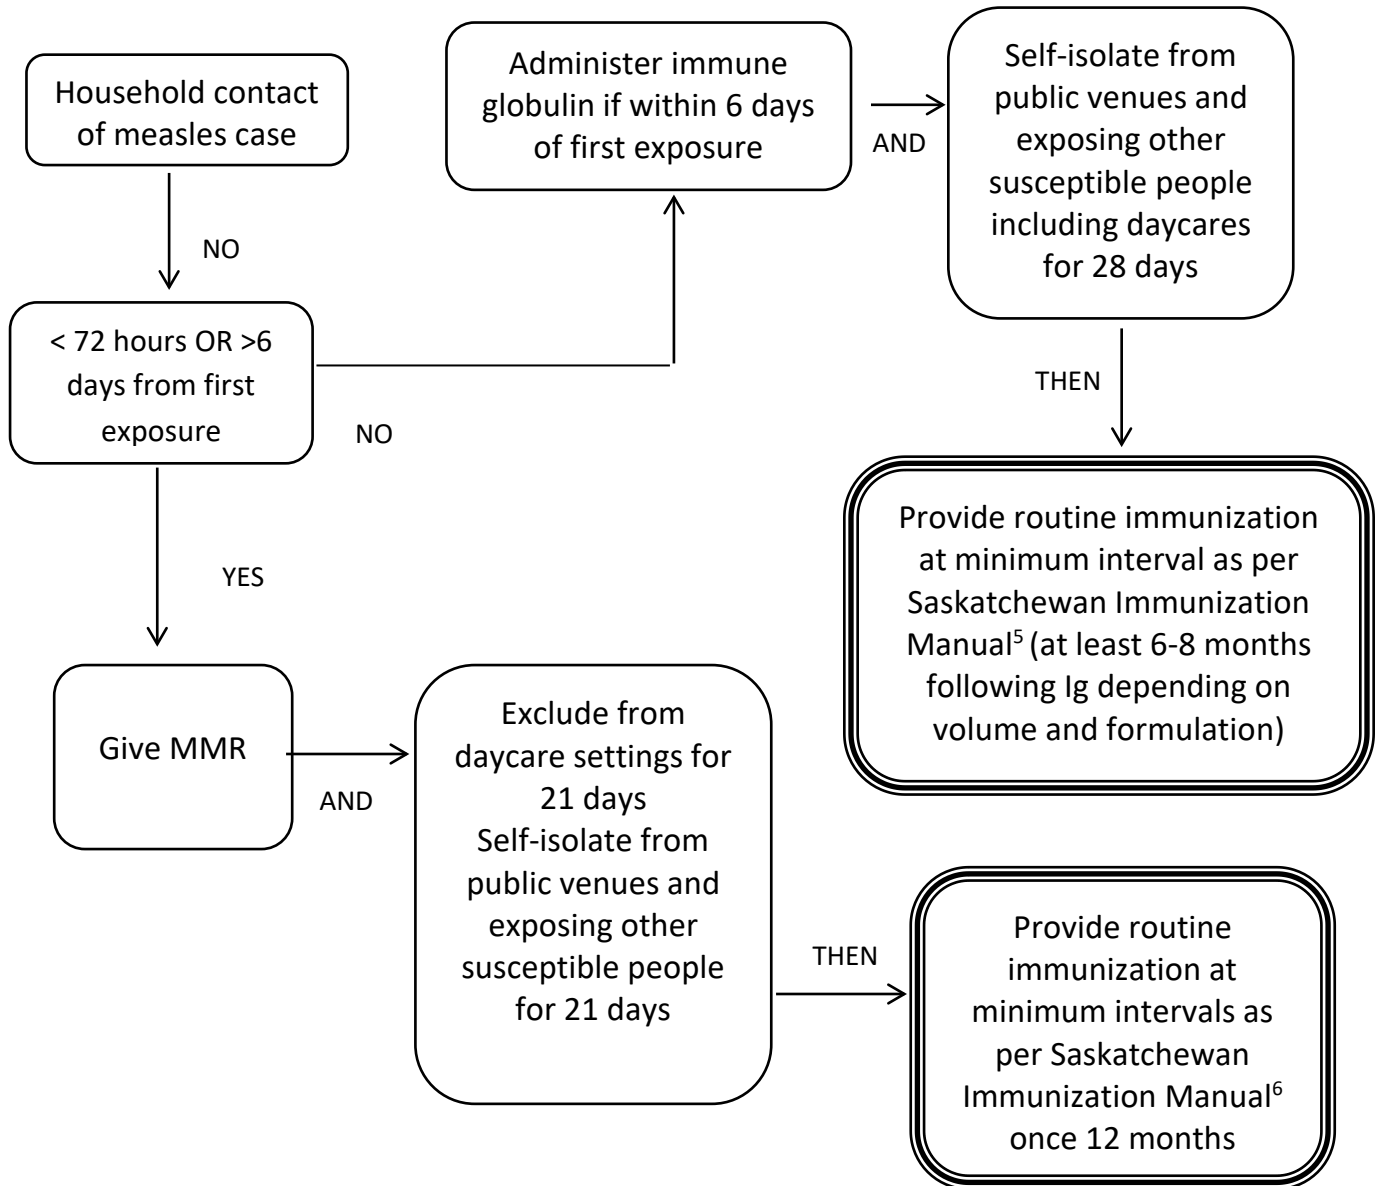 Household contact
of measles case
NO
< 72 hours OR >6
days from first
exposure
NO
Administer immune
globulin if within 6 days
of first exposure
AND
Self-isolate from
public venues and
exposing other
susceptible people
including daycares
for 28 days
THEN
Provide routine immunization
at minimum interval as per
Saskatchewan Immunization
Manual⁵ (at least 6-8 months
following Ig depending on
volume and formulation)
YES
Give MMR
AND
Exclude from
daycare settings for
21 days
Self-isolate from
public venues and
exposing other
susceptible people
for 21 days
THEN
Provide routine
immunization at
minimum intervals as
per Saskatchewan
Immunization Manual⁶
once 12 months